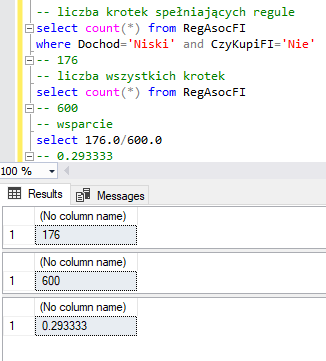 -- liczba krotek spełniających regule
select count(*) from RegAsocFI
where Dochod='Niski' and CzyKupiFI='Nie'
-- 176
-- liczba wszystkich krotek
select count(*) from RegAsocFI
-- 600
-- wsparcie
select 176.0/600.0
-- 0.293333
100 %
Results Messages
(No column name)
1 176
(No column name)
1 600
(No column name)
1 0.293333